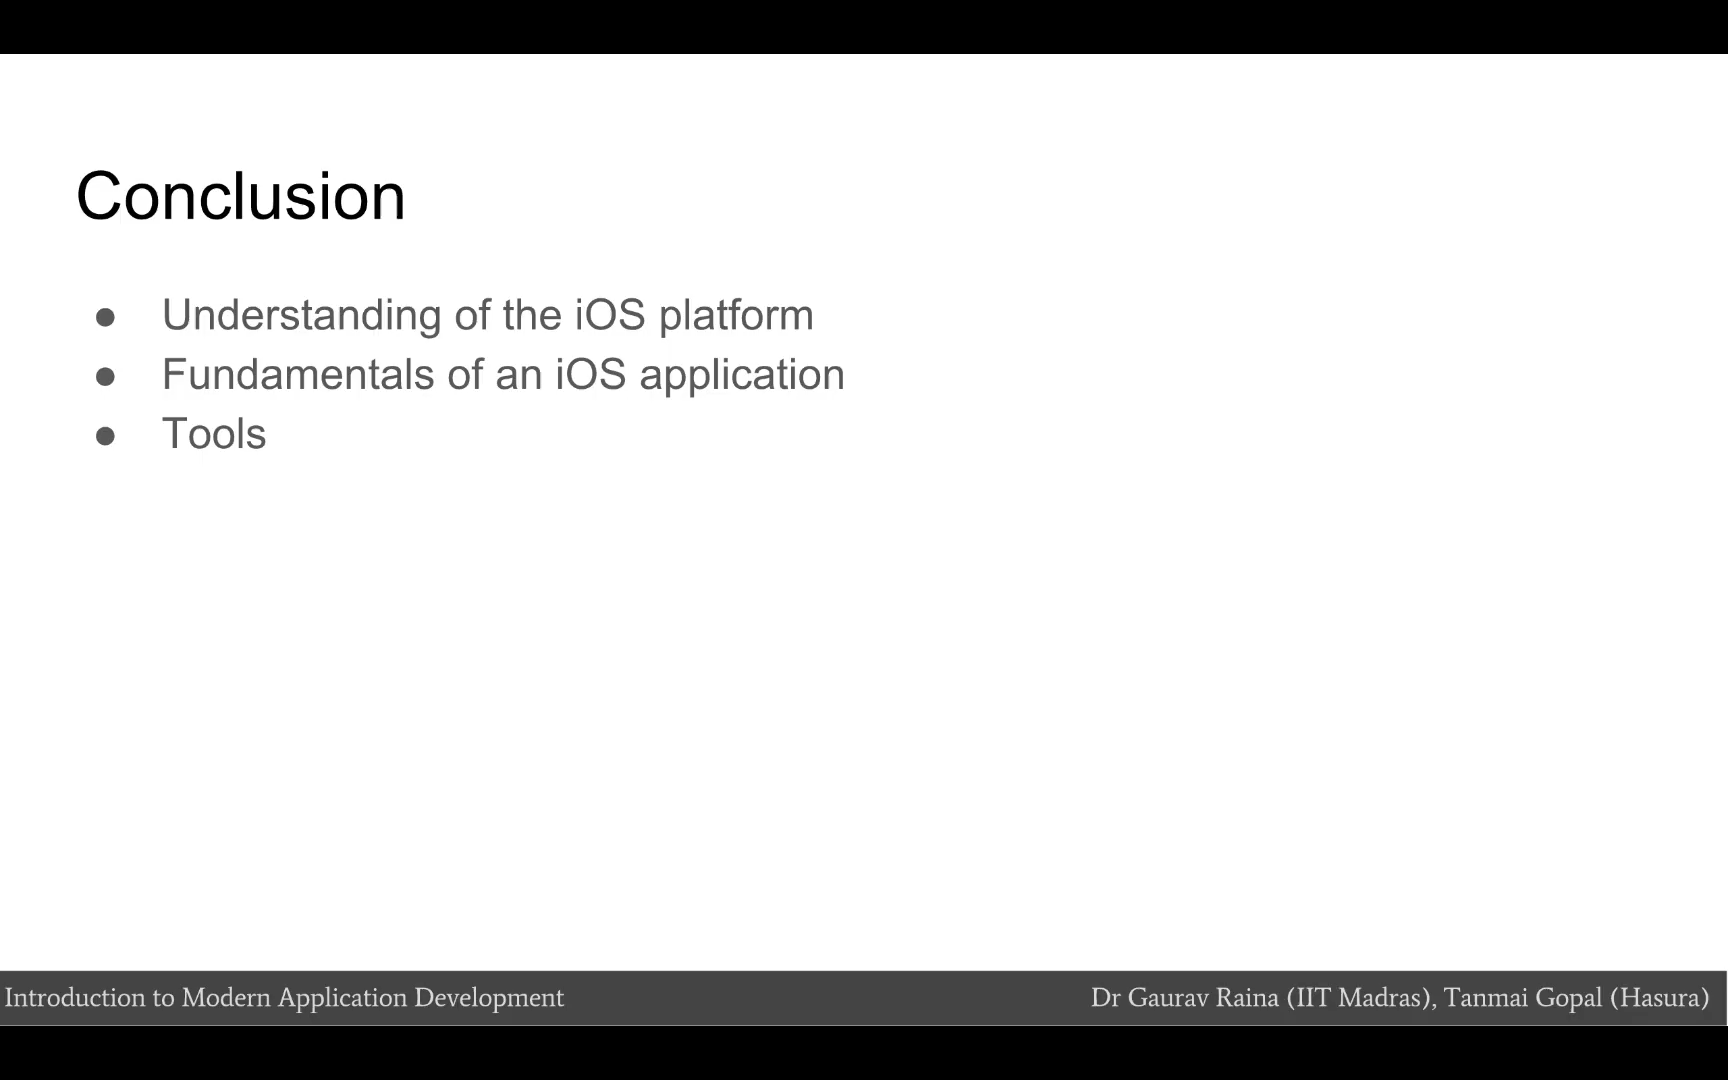 Conclusion
● Understanding of the iOS platform
● Fundamentals of an iOS application
● Tools
Introduction to Modern Application Development
Dr Gaurav Raina (IIT Madras), Tanmai Gopal (Hasura)